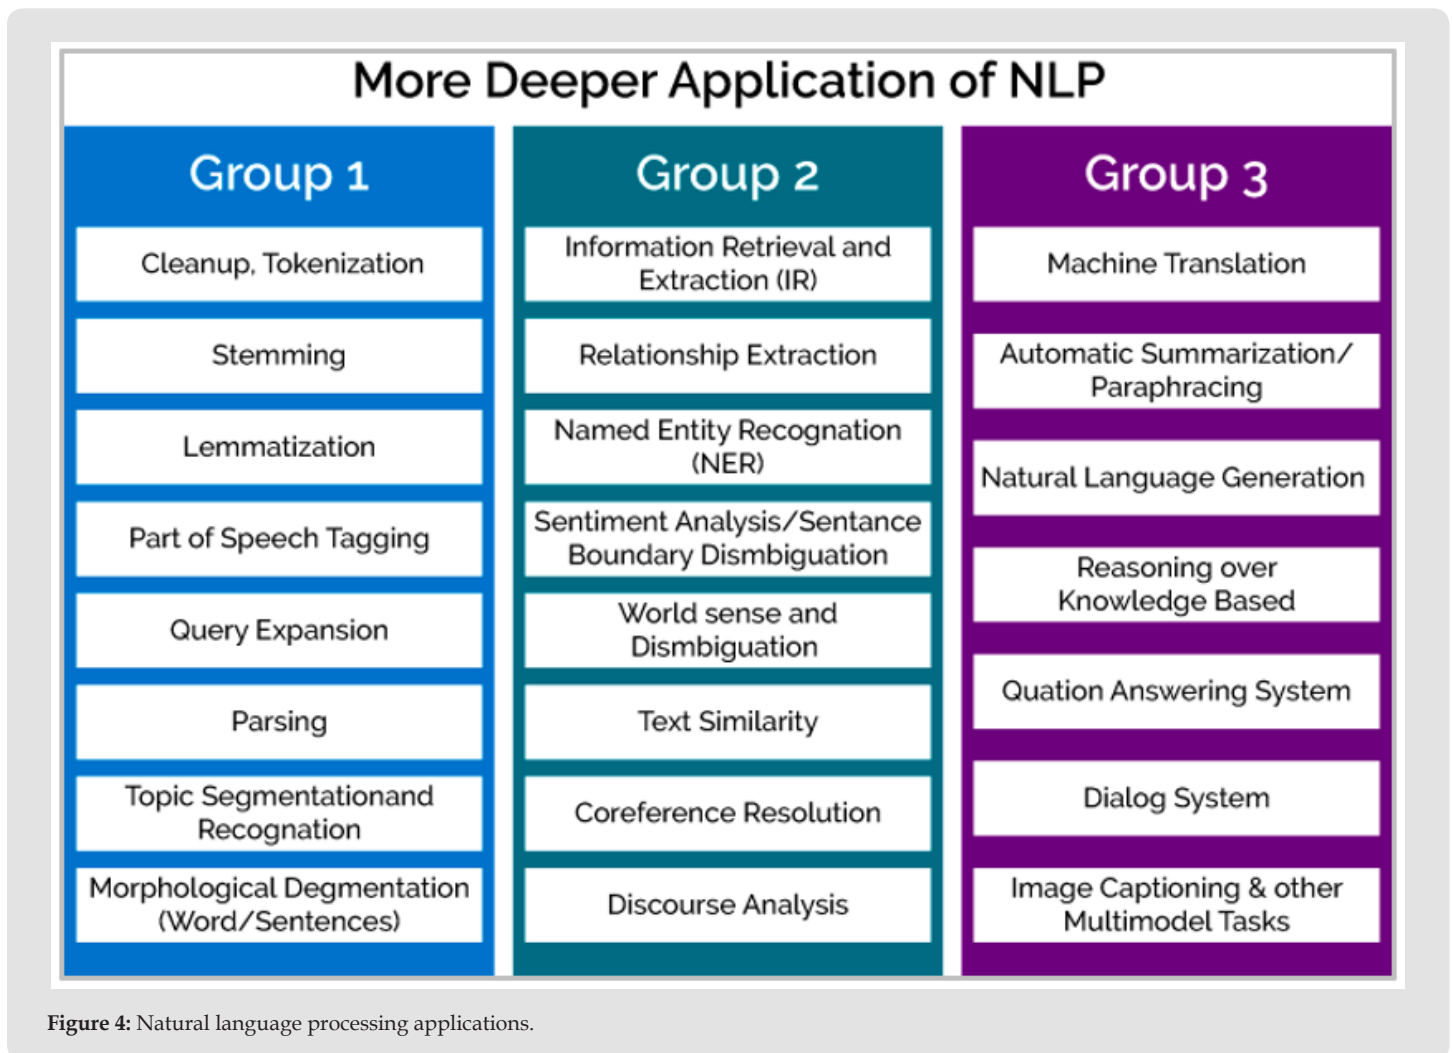 More Deeper Application of NLP
Group 1
Cleanup, Tokenization
Stemming
Lemmatization
Part of Speech Tagging
Query Expansion
Parsing
Topic Segmentationand
Recognation
Morphological Degmentation
(Word/Sentences)
Group 2
Information Retrieval and
Extraction (IR)
Relationship Extraction
Named Entity Recognation
(NER)
Sentiment Analysis/Sentance
Boundary Dismbiguation
World sense and
Dismbiguation
Text Similarity
Coreference Resolution
Discourse Analysis
Group 3
Machine Translation
Automatic Summarization/
Paraphracing
Natural Language Generation
Reasoning over
Knowledge Based
Quation Answering System
Dialog System
Image Captioning & other
Multimodel Tasks
Figure 4: Natural language processing applications.